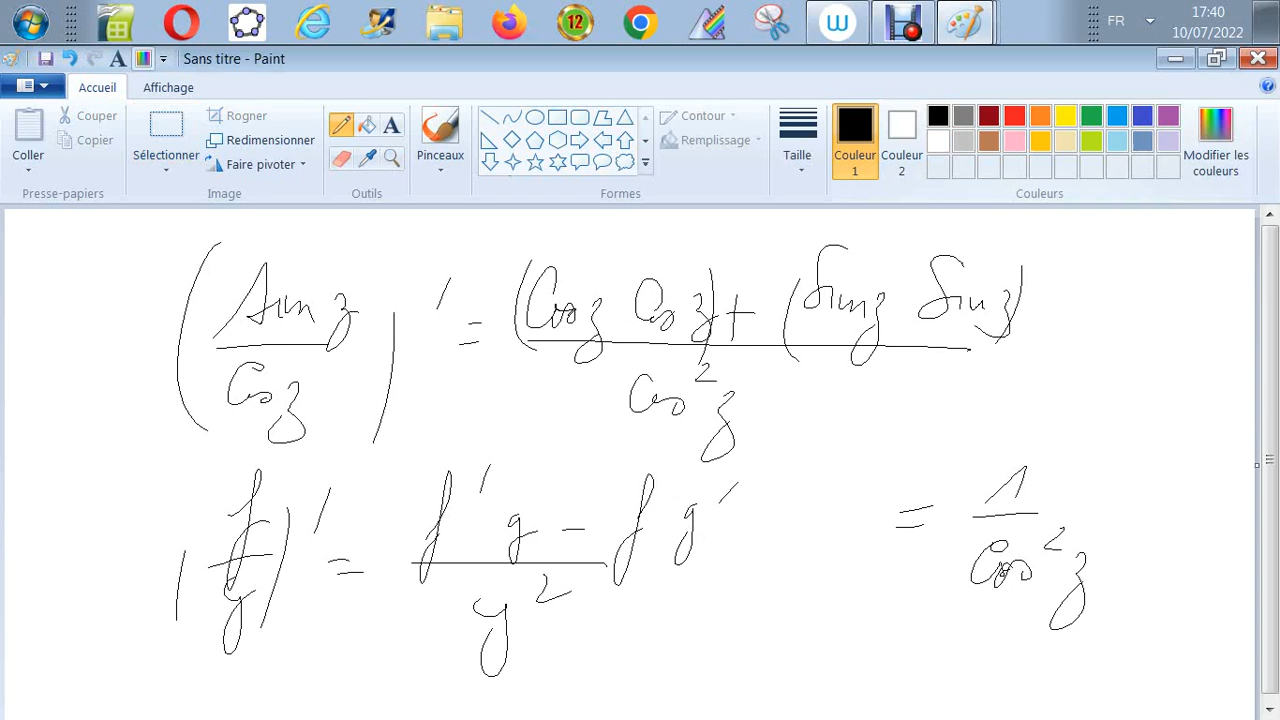 12
W
FR
17:40
10/07/2022
Sans titre - Paint
Accueil
Affichage
Coller
Couper
Copier
Presse-papiers
Sélectionner
Rogner
Redimensionner
Faire pivoter
Image
A
Outils
Pinceaux
Contour
Remplissage
Formes
Taille
Couleur 1
Couleur 2
Modifier les couleurs
Couleurs
(Sin z / Cos z)' = (Cos z Cos z) + (Sin z Sin z) / Cos² z
(f/g)' = f' g - f g' / g²
= 1 / Cos² z